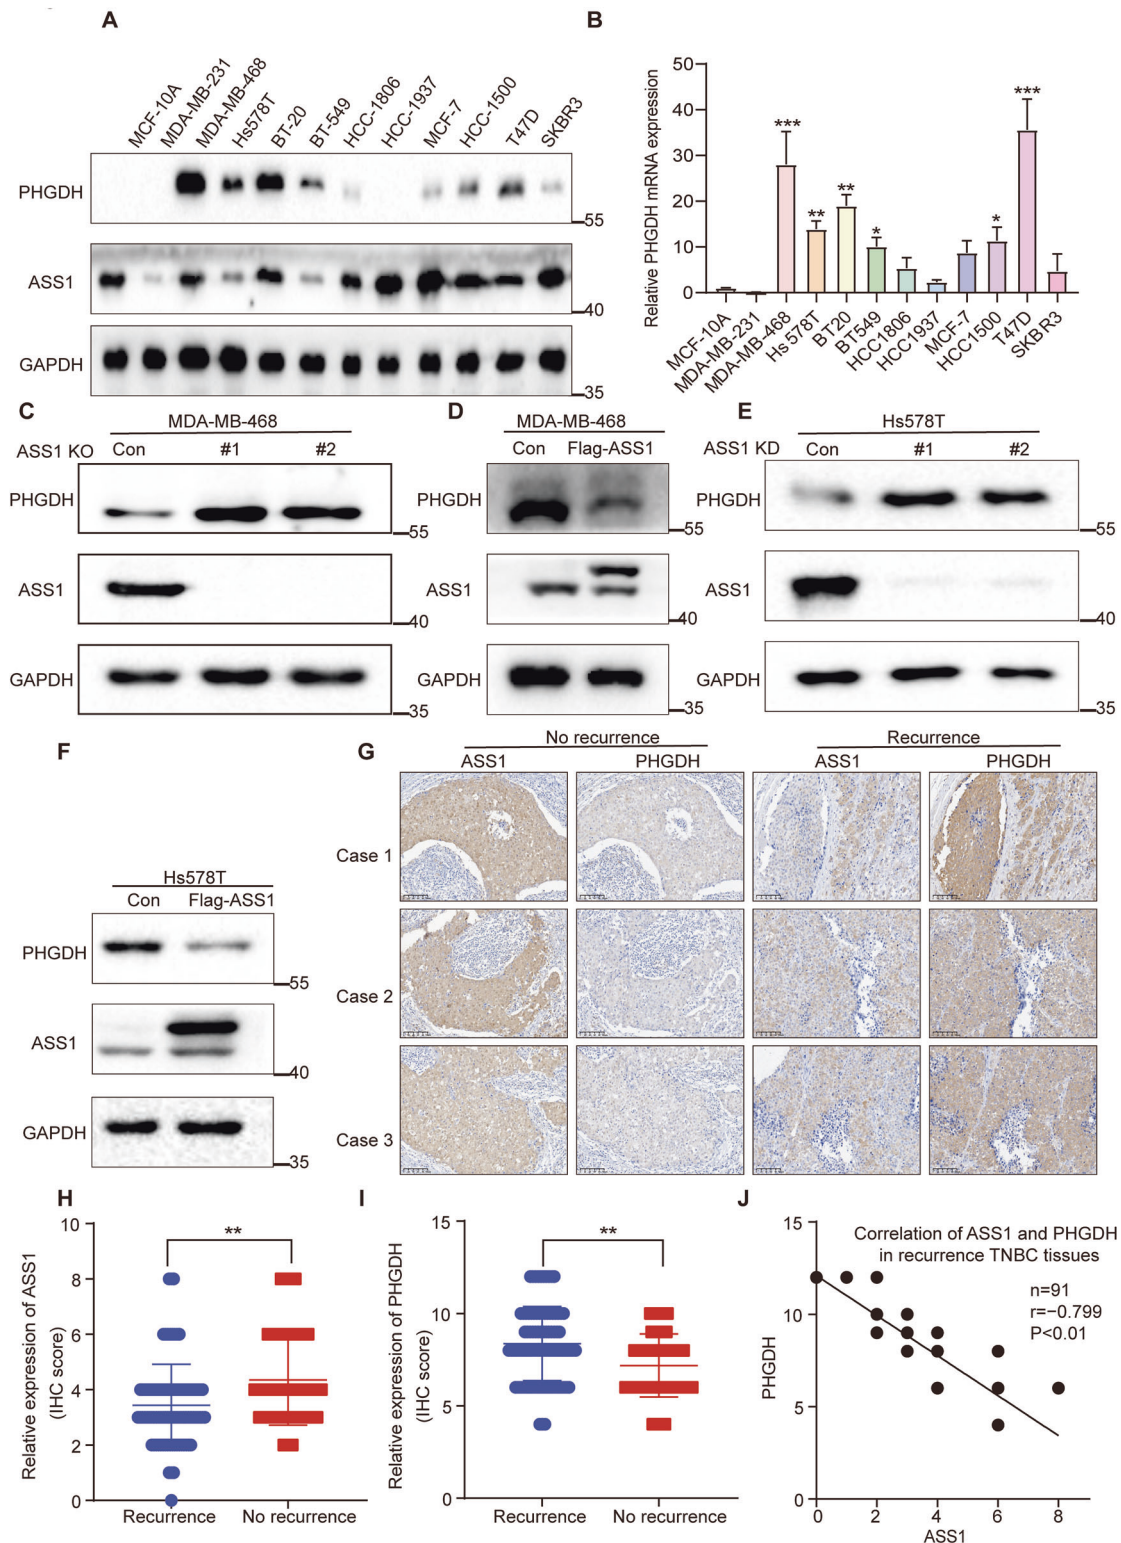 A
MCF-10A
MDA-MB-231
MDA-MB-468
Hs578T
BT-20
BT-549
HCC-1806
HCC-1937
MCF-7
HCC-1500
T47D
SKBR3
PHGDH
55
ASS1
40
GAPDH
35
B
Relative PHGDH mRNA expression
50
40
30
20
10
0
***
**
**
*
*
***
MCF-10A
MDA-MB-231
MDA-MB-468
Hs 578T
BT20
BT549
HCC1806
HCC1937
MCF-7
HCC1500
T47D
SKBR3
C
MDA-MB-468
ASS1 KO Con #1 #2
PHGDH
55
ASS1
40
GAPDH
35
D
MDA-MB-468
Con Flag-ASS1
PHGDH
55
ASS1
40
GAPDH
35
E
Hs578T
ASS1 KD Con #1 #2
PHGDH
55
ASS1
40
GAPDH
35
F
Hs578T
Con Flag-ASS1
PHGDH
55
ASS1
40
GAPDH
35
G
No recurrence Recurrence
ASS1 PHGDH ASS1 PHGDH
Case 1
Case 2
Case 3
H
Relative expression of ASS1
(IHC score)
10
8
6
4
2
0
**
Recurrence No recurrence
I
Relative expression of PHGDH
(IHC score)
15
10
5
0
**
Recurrence No recurrence
J
Correlation of ASS1 and PHGDH
in recurrence TNBC tissues
n=91
r=−0.799
P<0.01
PHGDH
15
10
5
0
0 2 4 6 8
ASS1